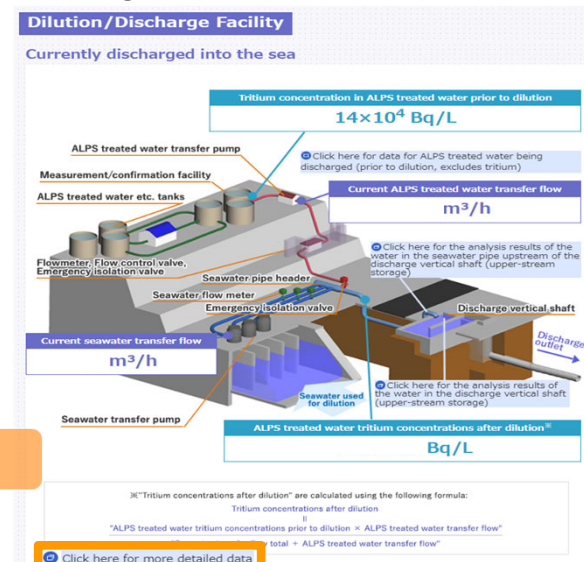 Dilution/Discharge Facility
Currently discharged into the sea
Tritium concentration in ALPS treated water prior to dilution
14×10⁴ Bq/L
ALPS treated water transfer pump
Click here for data for ALPS treated water being
discharged (prior to dilution, excludes tritium)
Measurement/confirmation facility
Current ALPS treated water transfer flow
m³/h
ALPS treated water etc. tanks
Click here for the analysis results of the
water in the seawater pipe upstream of the
discharge vertical shaft (upper-stream
storage)
Flowmeter, Flow control valve,
Emergency isolation valve
Seawater pipe header
Seawater flow meter
Emergency isolation valve
Discharge vertical shaft
Discharge
outlet
Current seawater transfer flow
m³/h
Click here for the analysis results of
the water in the discharge vertical shaft
(upper-stream storage)
Seawater used
for dilution
Seawater transfer pump
ALPS treated water tritium concentrations after dilution※
Bq/L
※"Tritium concentrations after dilution" are calculated using the following formula:
Tritium concentrations after dilution
||
"ALPS treated water tritium concentrations prior to dilution × ALPS treated water transfer flow"
total + ALPS treated water transfer flow"
Click here for more detailed data